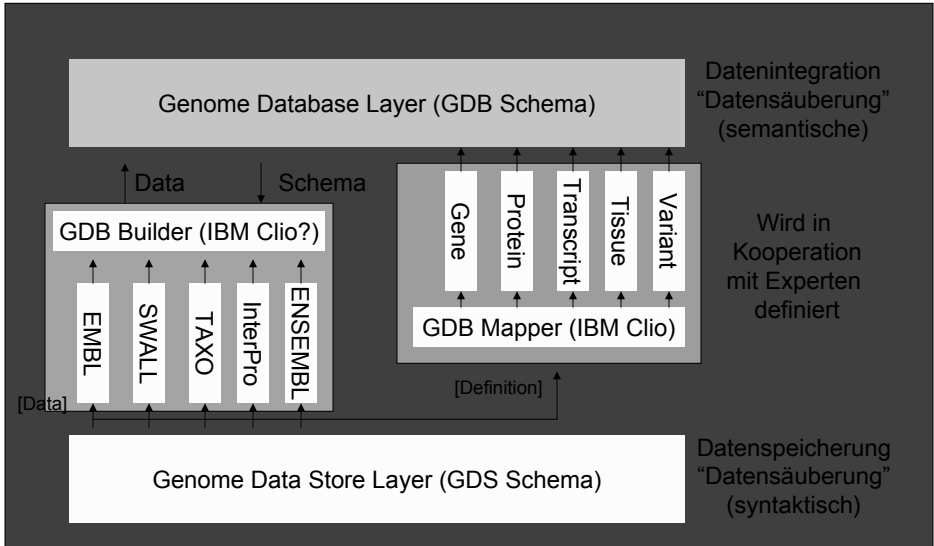 Genome Database Layer (GDB Schema)
Datenintegration
“Datensäuberung”
(semantische)
Data
Schema
GDB Builder (IBM Clio?)
EMBL
SWALL
TAXO
InterPro
ENSEMBL
[Data]
Gene
Protein
Transcript
Tissue
Variant
GDB Mapper (IBM Clio)
[Definition]
Wird in
Kooperation
mit Experten
definiert
Genome Data Store Layer (GDS Schema)
Datenspeicherung
“Datensäuberung”
(syntaktisch)